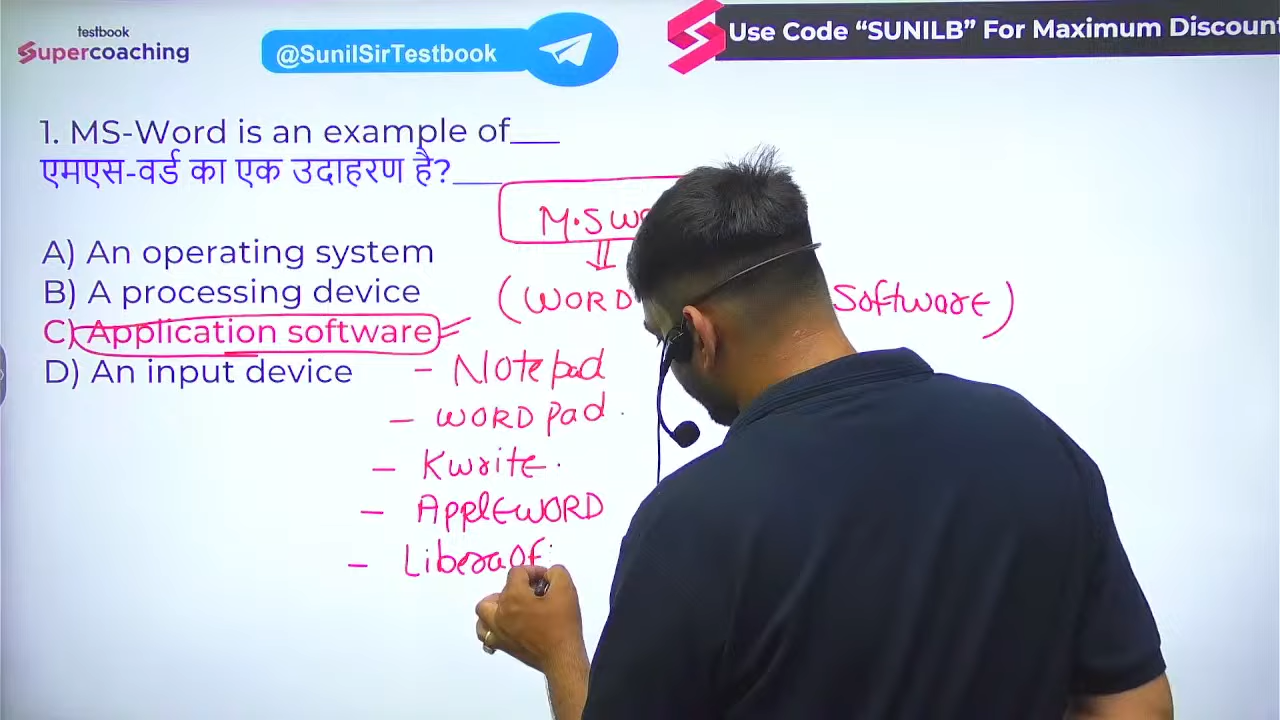 testbook
Supercoaching
@SunilSirTestbook
Use Code “SUNILB” For Maximum Discount
1. MS-Word is an example of___
एमएस-वर्ड का एक उदाहरण है?___
M.S
A) An operating system
B) A processing device
(WORD Software)
C) Application software
D) An input device
- Notepad
- WORDpad.
- Kwrite.
- AppleWORD
- LiberaOf